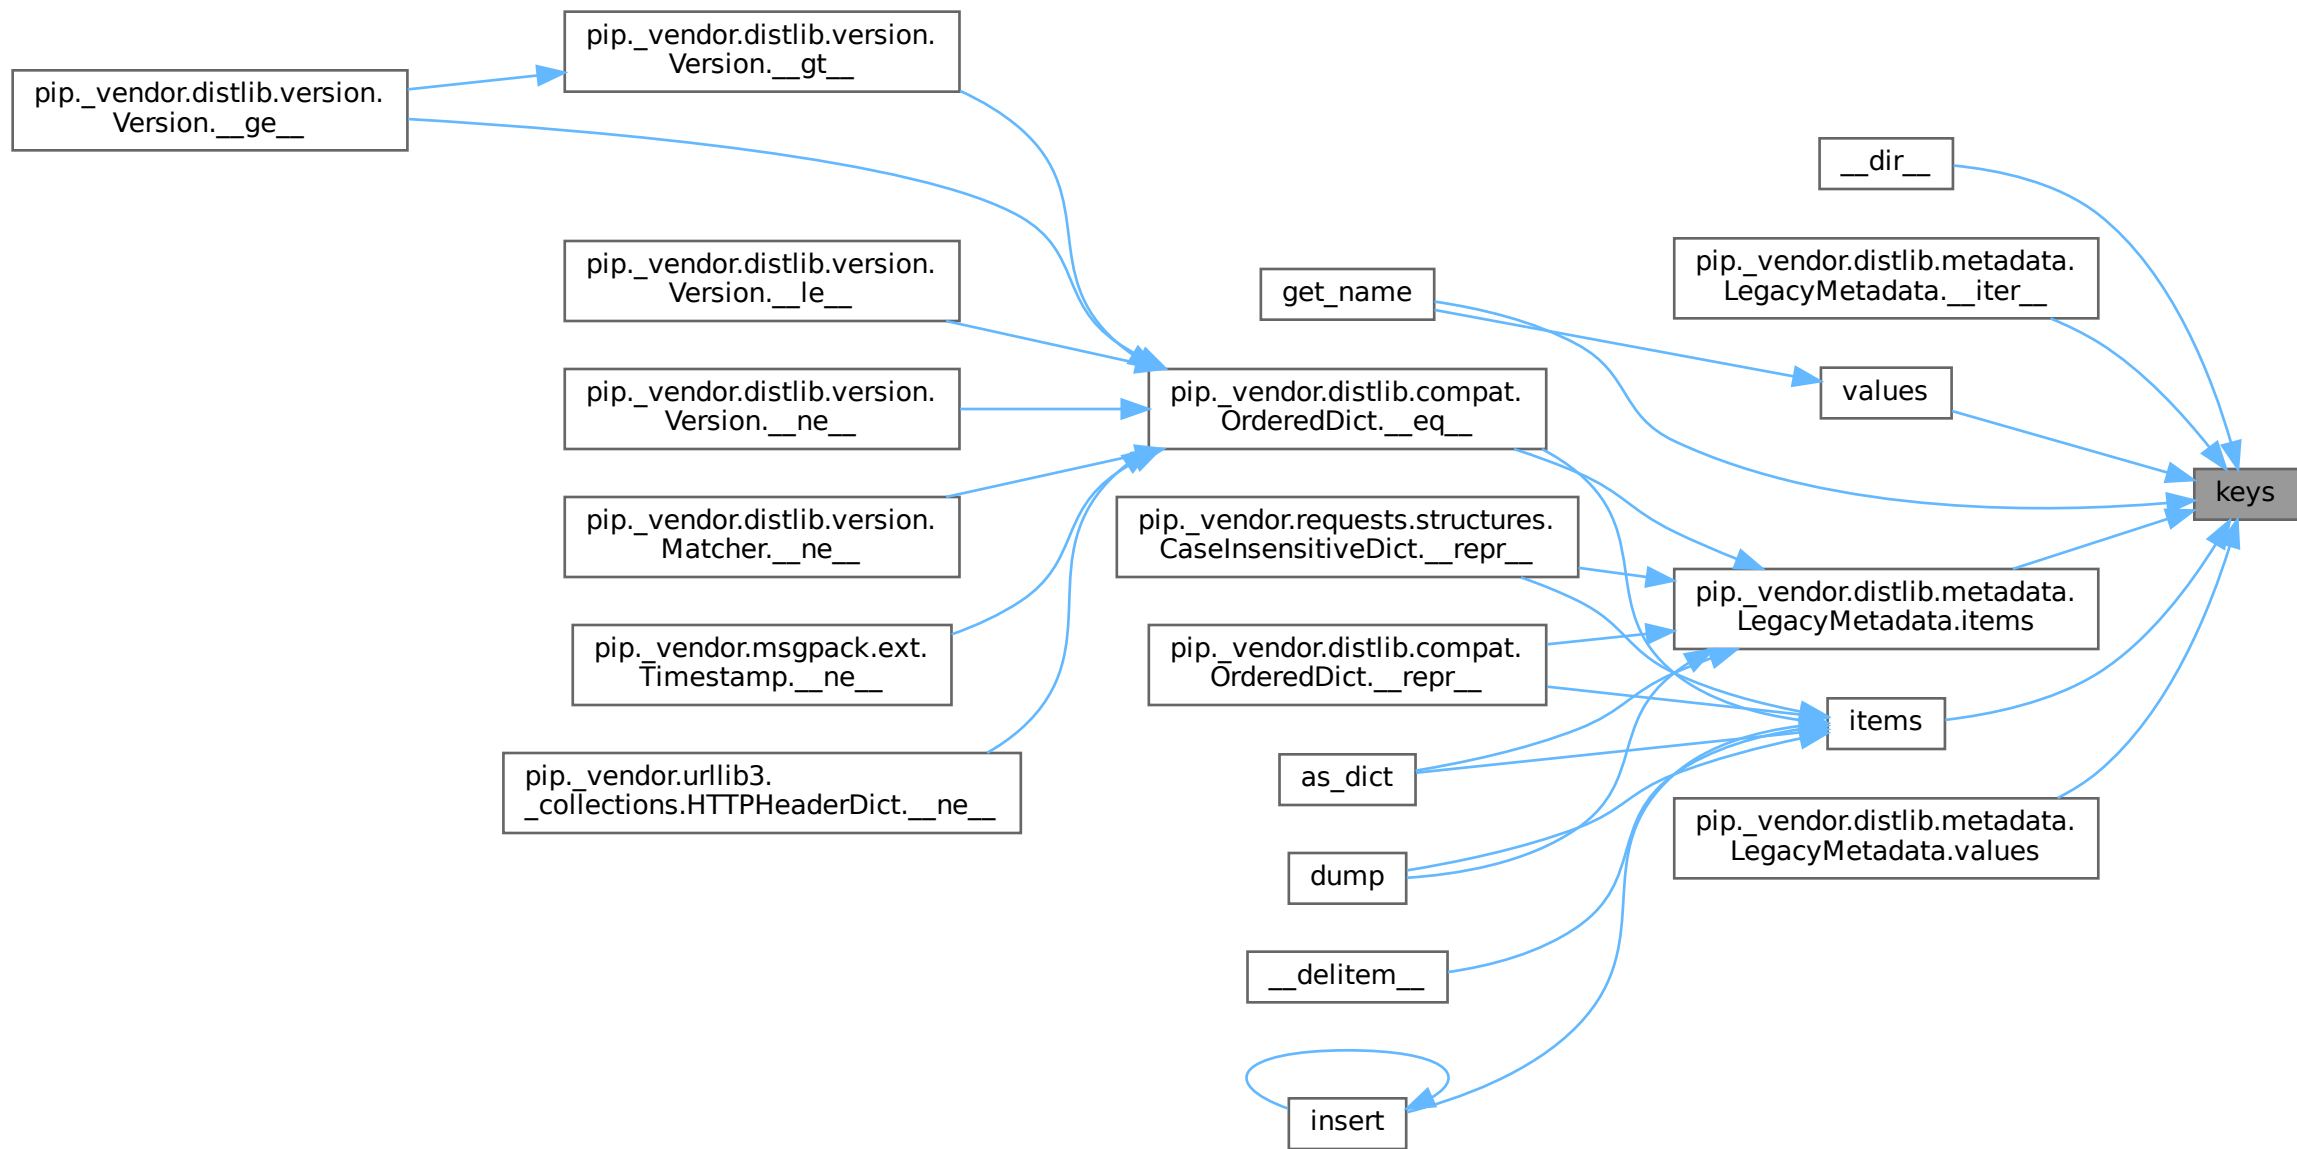 pip._vendor.distlib.version.
Version.__gt__
pip._vendor.distlib.version.
Version.__ge__
__dir__
pip._vendor.distlib.version.
Version.__le__
get_name
pip._vendor.distlib.metadata.
LegacyMetadata.__iter__
pip._vendor.distlib.version.
Version.__ne__
pip._vendor.distlib.compat.
OrderedDict.__eq__
values
keys
pip._vendor.distlib.version.
Matcher.__ne__
pip._vendor.requests.structures.
CaseInsensitiveDict.__repr__
pip._vendor.distlib.metadata.
LegacyMetadata.items
pip._vendor.msgpack.ext.
Timestamp.__ne__
pip._vendor.distlib.compat.
OrderedDict.__repr__
items
pip._vendor.urllib3.
_collections.HTTPHeaderDict.__ne__
as_dict
pip._vendor.distlib.metadata.
LegacyMetadata.values
dump
__delitem__
insert